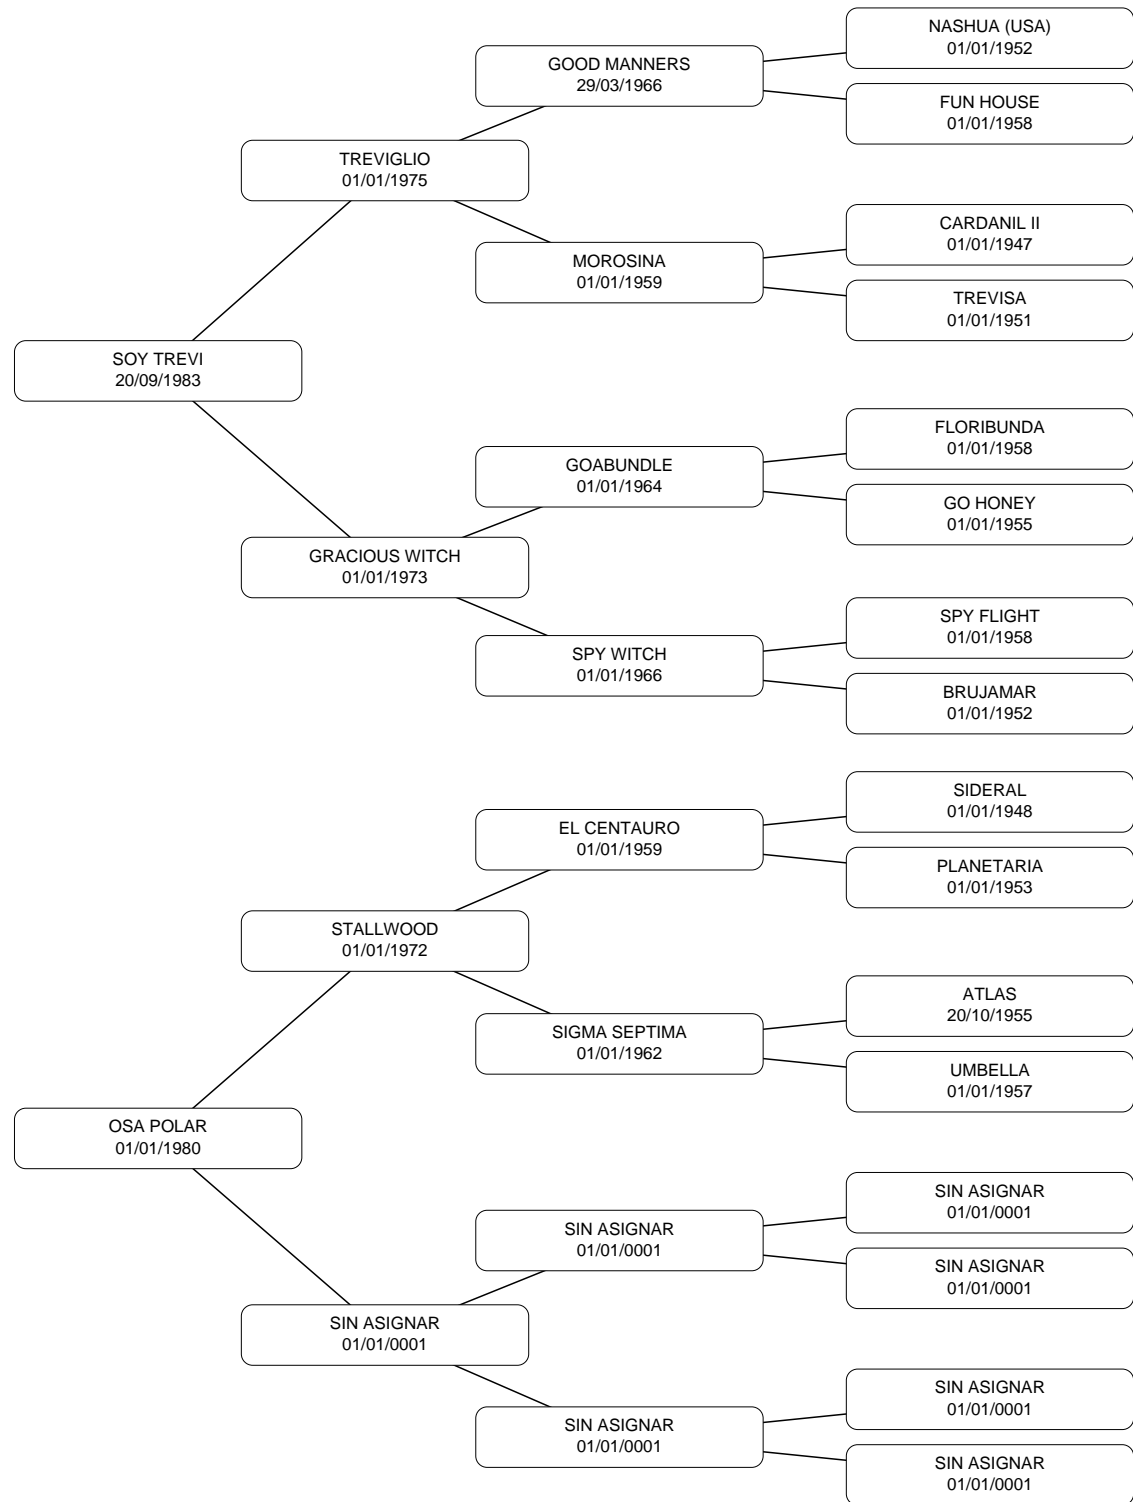 NASHUA (USA)
01/01/1952
GOOD MANNERS
29/03/1966
FUN HOUSE
01/01/1958
TREVIGLIO
01/01/1975
CARDANIL II
01/01/1947
MOROSINA
01/01/1959
TREVISA
01/01/1951
SOY TREVI
20/09/1983
FLORIBUNDA
01/01/1958
GOABUNDLE
01/01/1964
GO HONEY
01/01/1955
GRACIOUS WITCH
01/01/1973
SPY FLIGHT
01/01/1958
SPY WITCH
01/01/1966
BRUJAMAR
01/01/1952
SIDERAL
01/01/1948
EL CENTAURO
01/01/1959
PLANETARIA
01/01/1953
STALLWOOD
01/01/1972
ATLAS
20/10/1955
SIGMA SEPTIMA
01/01/1962
UMBELLA
01/01/1957
OSA POLAR
01/01/1980
SIN ASIGNAR
01/01/0001
SIN ASIGNAR
01/01/0001
SIN ASIGNAR
01/01/0001
SIN ASIGNAR
01/01/0001
SIN ASIGNAR
01/01/0001
SIN ASIGNAR
01/01/0001
SIN ASIGNAR
01/01/0001